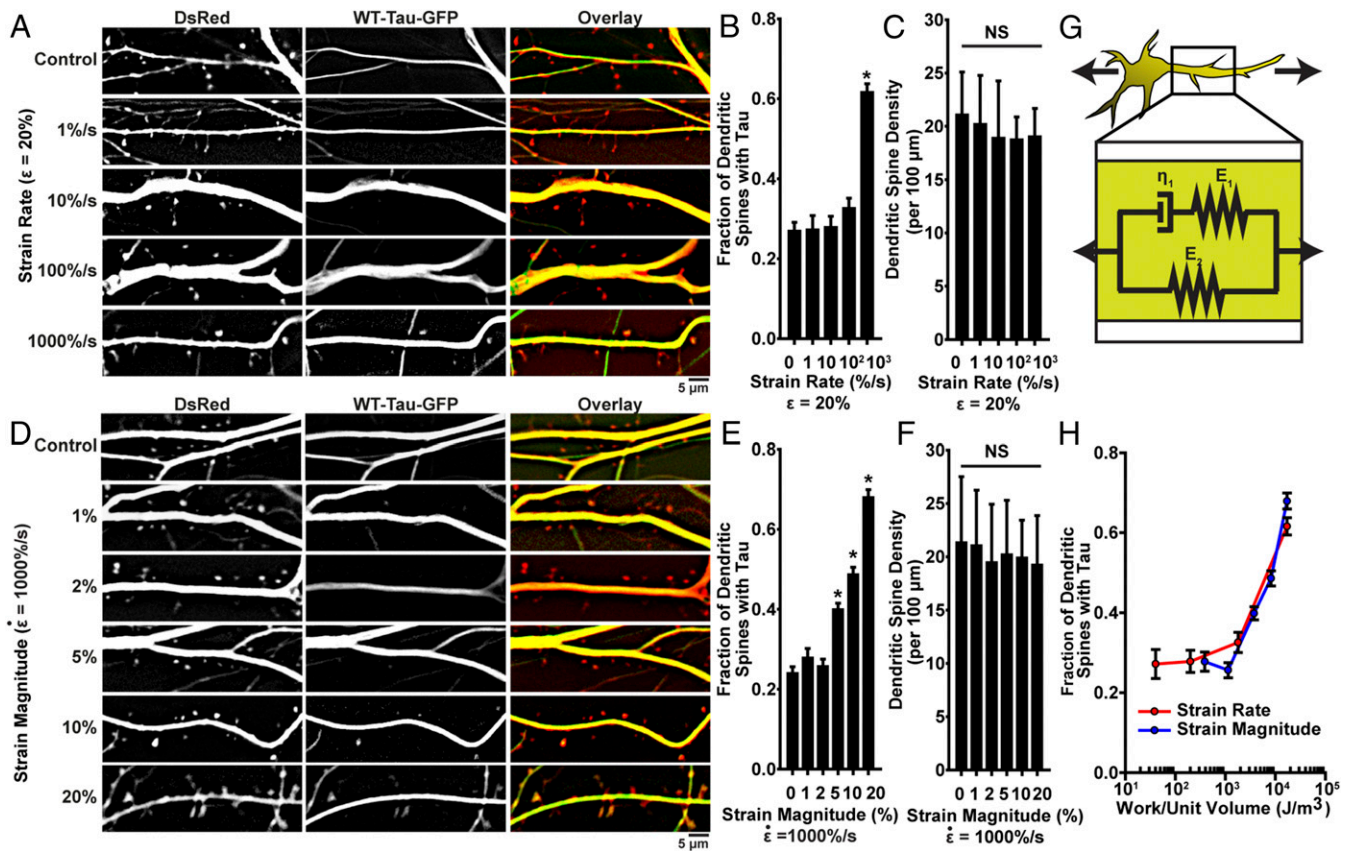 A
DsRed
WT-Tau-GFP
Overlay
Strain Rate (ε = 20%)
Control
1%/s
10%/s
100%/s
1000%/s
5 µm
B
Fraction of Dendritic
Spines with Tau
0.8
0.6
0.4
0.2
0.0
*
0 1 10 10² 10³
Strain Rate (%/s)
ε = 20%
C
NS
Dendritic Spine Density
(per 100 µm)
30
25
20
15
10
5
0
0 1 10 10² 10³
Strain Rate (%/s)
ε = 20%
G
η₁
E₁
E₂
D
DsRed
WT-Tau-GFP
Overlay
Strain Magnitude (ε̇ = 1000%/s)
Control
1%
2%
5%
10%
20%
5 µm
E
Fraction of Dendritic
Spines with Tau
0.8
0.6
0.4
0.2
0.0
* * *
0 1 2 5 10 20
Strain Magnitude (%)
ε̇ =1000%/s
F
NS
Dendritic Spine Density
(per 100 µm)
30
25
20
15
10
5
0
0 1 2 5 10 20
Strain Magnitude (%)
ε̇ = 1000%/s
H
Fraction of Dendritic
Spines with Tau
0.8
0.6
0.4
0.2
0.0
Strain Rate
Strain Magnitude
10¹ 10² 10³ 10⁴ 10⁵
Work/Unit Volume (J/m³)